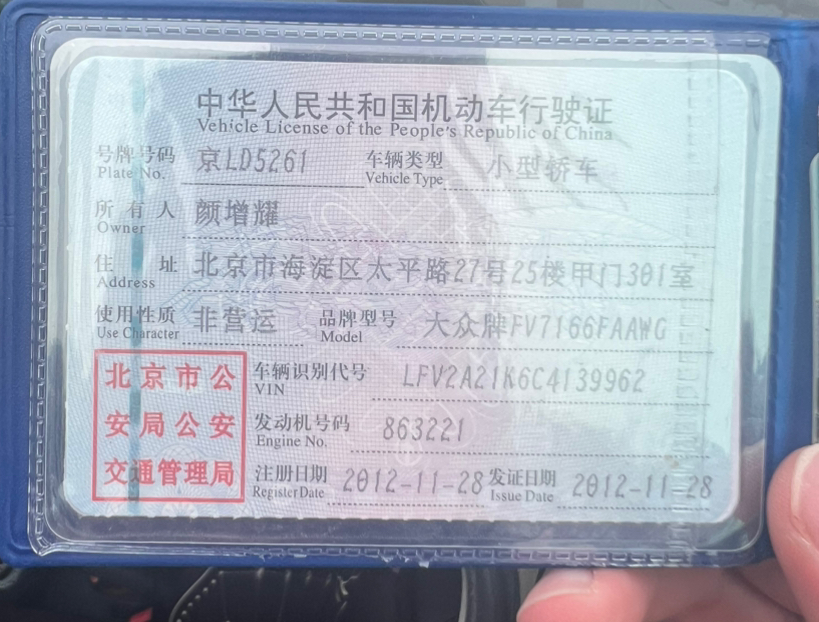 中华人民共和国机动车行驶证
Vehicle License of the People's Republic of China
号牌号码 京LD5261 车辆类型 小型轿车
Plate No. Vehicle Type
所有人 颜增耀
Owner
住址 北京市海淀区太平路27号25楼甲门301室
Address
使用性质 非营运 品牌型号 大众牌FV7166FAAWG
Use Character Model
北京市公
安局公安
交通管理局
车辆识别代号 LFV2A21K6C4139962
VIN
发动机号码 863221
Engine No.
注册日期 2012-11-28 发证日期 2012-11-28
Register Date Issue Date